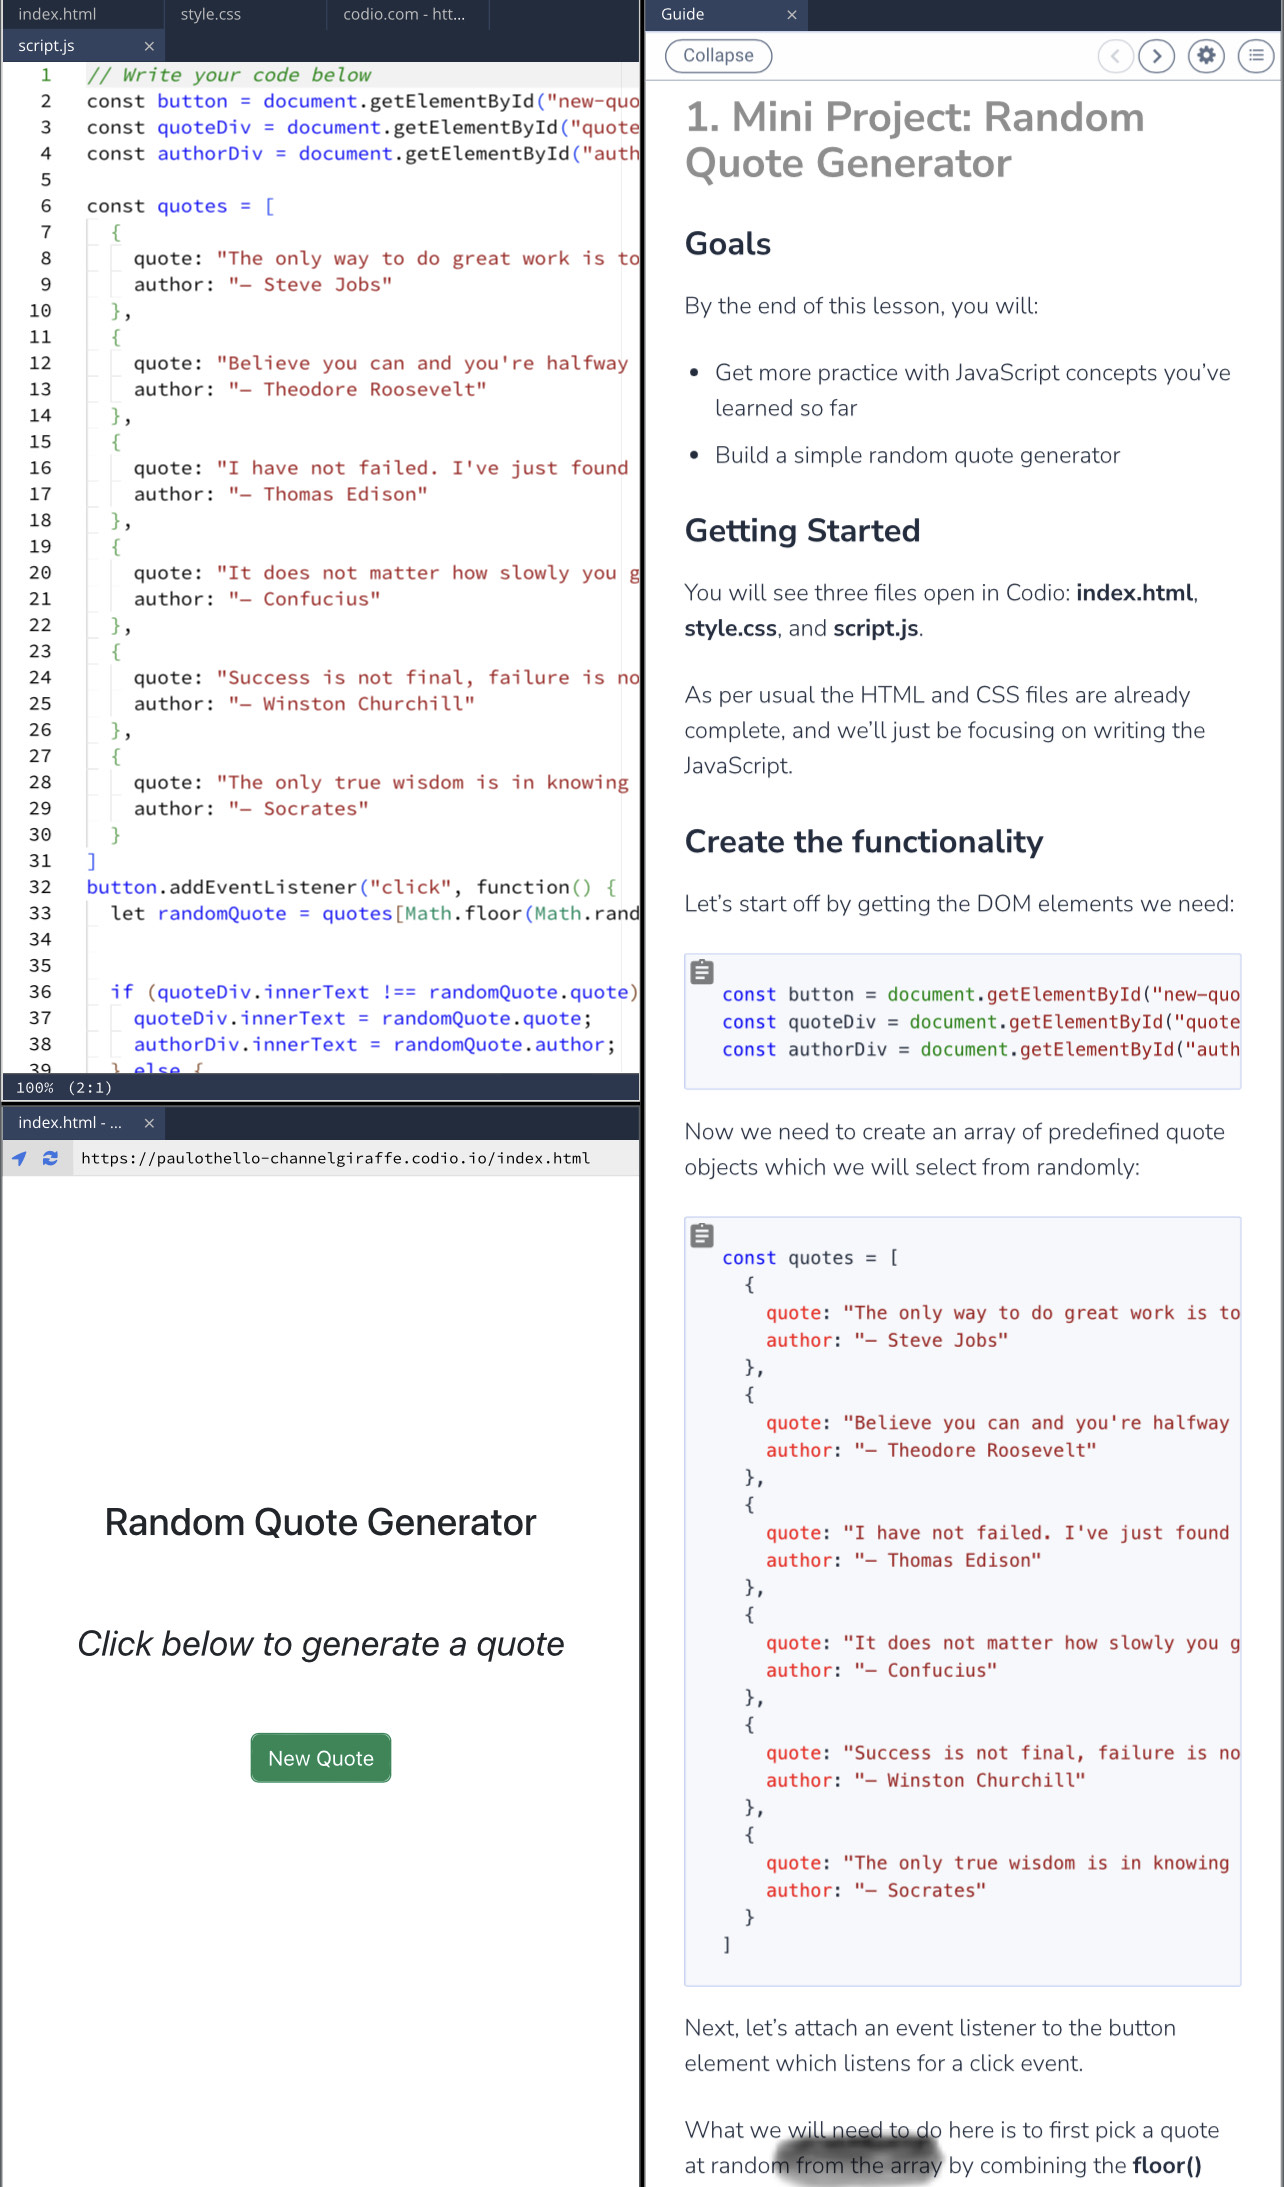 index.html
style.css
codio.com - htt...
script.js
1 // Write your code below
2 const button = document.getElementById("new-quo
3 const quoteDiv = document.getElementById("quote
4 const authorDiv = document.getElementById("auth
5
6 const quotes = [
7 {
8 quote: "The only way to do great work is to
9 author: "— Steve Jobs"
10 },
11 {
12 quote: "Believe you can and you're halfway
13 author: "— Theodore Roosevelt"
14 },
15 {
16 quote: "I have not failed. I've just found
17 author: "— Thomas Edison"
18 },
19 {
20 quote: "It does not matter how slowly you g
21 author: "— Confucius"
22 },
23 {
24 quote: "Success is not final, failure is no
25 author: "— Winston Churchill"
26 },
27 {
28 quote: "The only true wisdom is in knowing
29 author: "— Socrates"
30 }
31 ]
32 button.addEventListener("click", function() {
33 let randomQuote = quotes[Math.floor(Math.rand
34
35
36 if (quoteDiv.innerText !== randomQuote.quote)
37 quoteDiv.innerText = randomQuote.quote;
38 authorDiv.innerText = randomQuote.author;
39 } else {
100% (2:1)
index.html - ...
https://paulothello-channelgiraffe.codio.io/index.html
Random Quote Generator
Click below to generate a quote
New Quote
Guide
Collapse
1. Mini Project: Random
Quote Generator
Goals
By the end of this lesson, you will:
• Get more practice with JavaScript concepts you’ve
learned so far
• Build a simple random quote generator
Getting Started
You will see three files open in Codio: index.html,
style.css, and script.js.
As per usual the HTML and CSS files are already
complete, and we’ll just be focusing on writing the
JavaScript.
Create the functionality
Let’s start off by getting the DOM elements we need:
const button = document.getElementById("new-quo
const quoteDiv = document.getElementById("quote
const authorDiv = document.getElementById("auth
Now we need to create an array of predefined quote
objects which we will select from randomly:
const quotes = [
{
quote: "The only way to do great work is to
author: "— Steve Jobs"
},
{
quote: "Believe you can and you're halfway
author: "— Theodore Roosevelt"
},
{
quote: "I have not failed. I've just found
author: "— Thomas Edison"
},
{
quote: "It does not matter how slowly you g
author: "— Confucius"
},
{
quote: "Success is not final, failure is no
author: "— Winston Churchill"
},
{
quote: "The only true wisdom is in knowing
author: "— Socrates"
}
]
Next, let’s attach an event listener to the button
element which listens for a click event.
What we will need to do here is to first pick a quote
at random from the array by combining the floor()